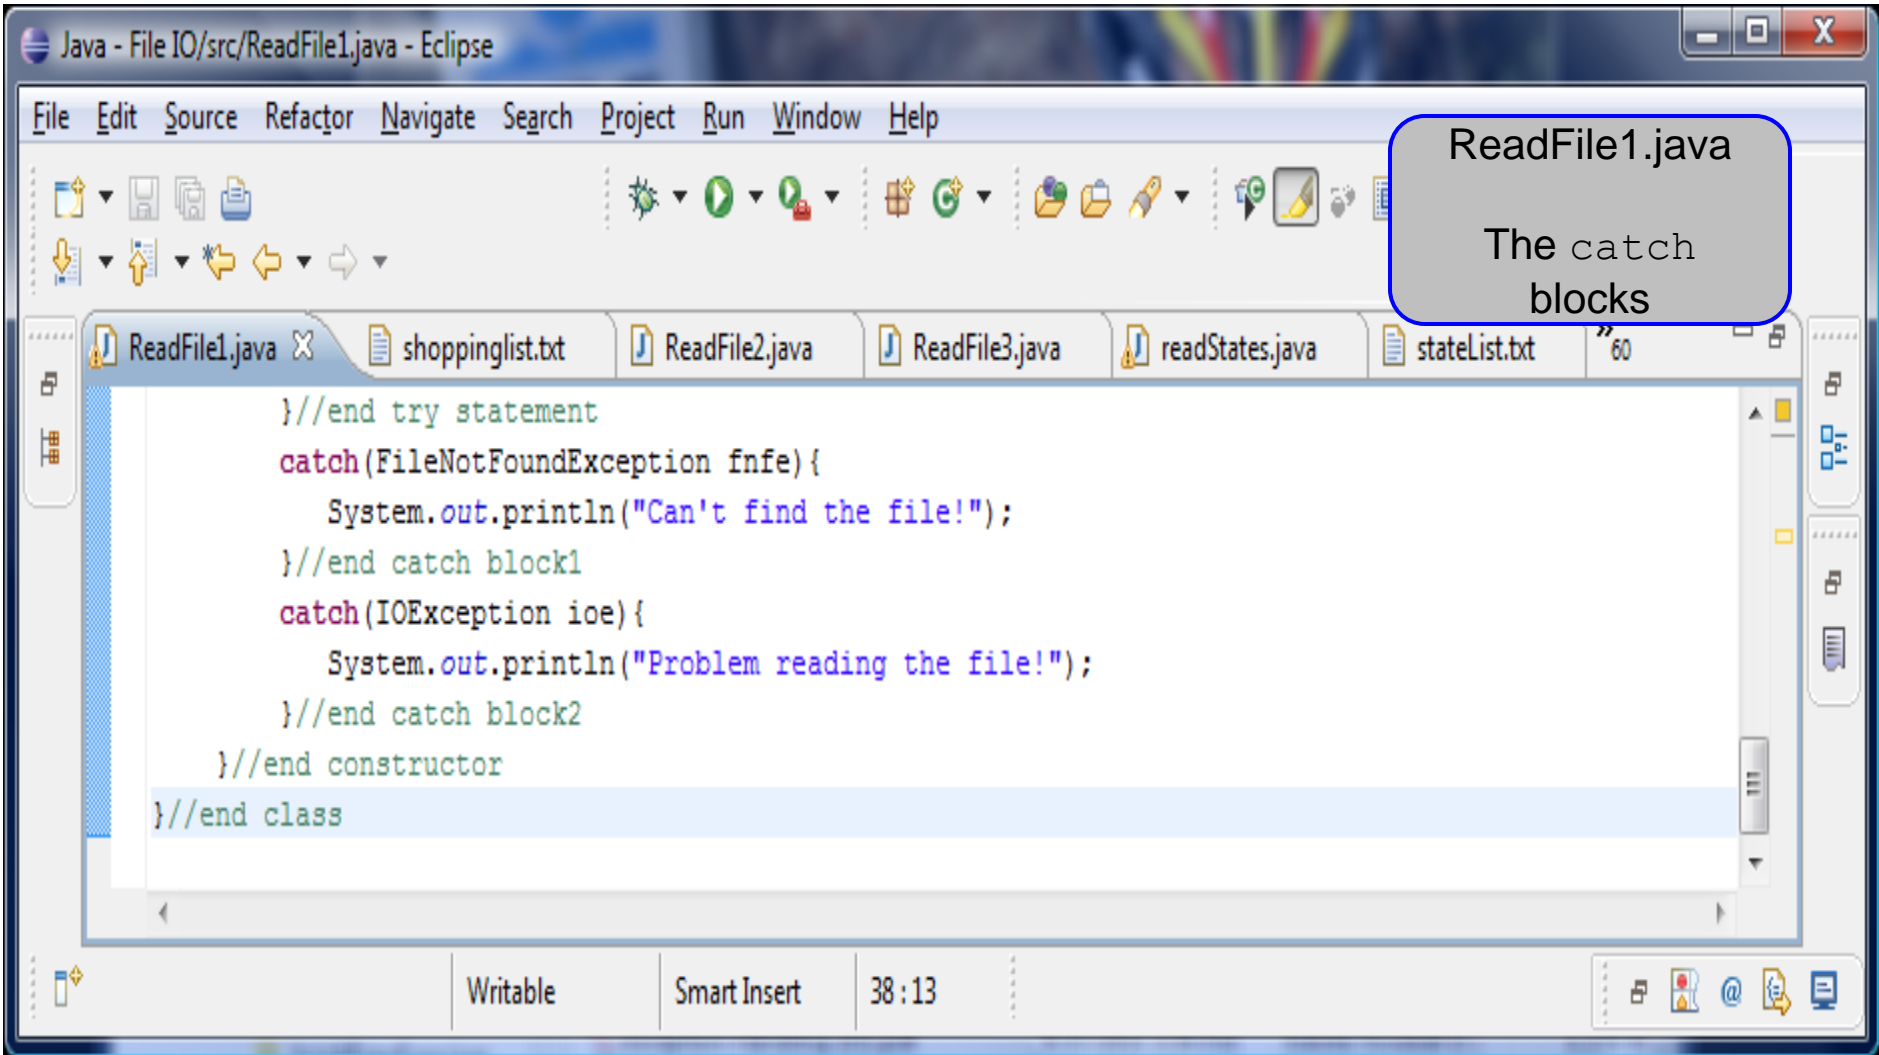 Java - File IO/src/ReadFile1.java - Eclipse
File Edit Source Refactor Navigate Search Project Run Window Help
ReadFile1.java
The catch
blocks
ReadFile1.java shoppinglist.txt ReadFile2.java ReadFile3.java readStates.java stateList.txt »60
}//end try statement
catch(FileNotFoundException fnfe){
System.out.println("Can't find the file!");
}//end catch block1
catch(IOException ioe){
System.out.println("Problem reading the file!");
}//end catch block2
}//end constructor
}//end class
Writable Smart Insert 38 : 13